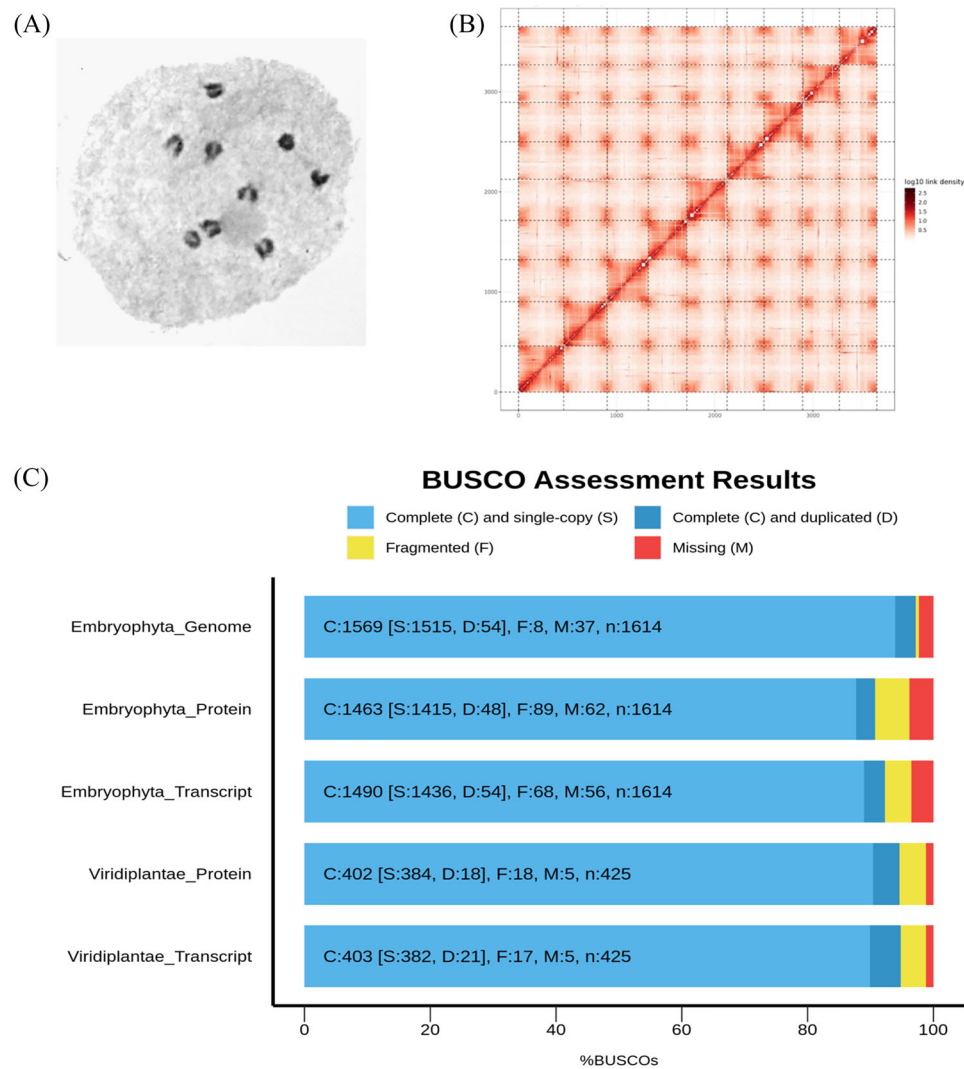 (A)
(B)
3000
2000
1000
0
0
1000
2000
3000
log10 link density
2.5
2.0
1.5
1.0
0.5
(C)
BUSCO Assessment Results
Complete (C) and single-copy (S)
Complete (C) and duplicated (D)
Fragmented (F)
Missing (M)
Embryophyta_Genome
C:1569 [S:1515, D:54], F:8, M:37, n:1614
Embryophyta_Protein
C:1463 [S:1415, D:48], F:89, M:62, n:1614
Embryophyta_Transcript
C:1490 [S:1436, D:54], F:68, M:56, n:1614
Viridiplantae_Protein
C:402 [S:384, D:18], F:18, M:5, n:425
Viridiplantae_Transcript
C:403 [S:382, D:21], F:17, M:5, n:425
0
20
40
60
80
100
%BUSCOs